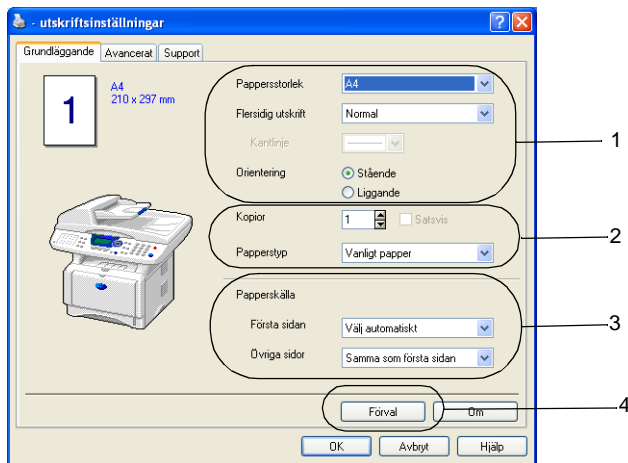 - utskriftsinställningar
Grundläggande Avancerat Support
1
A4
210 x 297 mm
Pappersstorlek A4
Flersidig utskrift Normal
Kantlinje
Orientering Stående
Liggande
1
Kopior 1 Satsvis
2
Papperstyp Vanligt papper
Papperskälla
Första sidan Välj automatiskt
3
Övriga sidor Samma som första sidan
Förval Om
4
OK Avbryt Hjälp